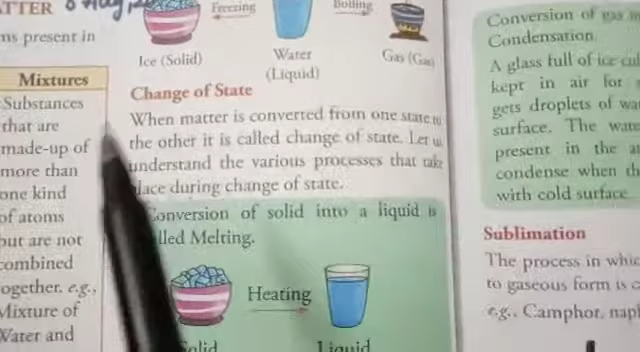 ATTER
Freezing
Boiling
Ice (Solid)
Water
(Liquid)
Gas (Gas)
ms present in
Mixtures
Substances
that are
made-up of
more than
one kind
of atoms
but are not
combined
together. e.g.,
Mixture of
Water and
Change of State
When matter is converted from one state to
the other it is called change of state. Let us
understand the various processes that take
place during change of state.
Conversion of solid into a liquid is
called Melting.
Heating
Solid
Liquid
Conversion of gas
Condensation.
A glass full of ice
kept in air for
gets droplets of
surface. The
present in the
condense when
with cold surface
Sublimation
The process in
to gaseous form is
e.g., Camphor,